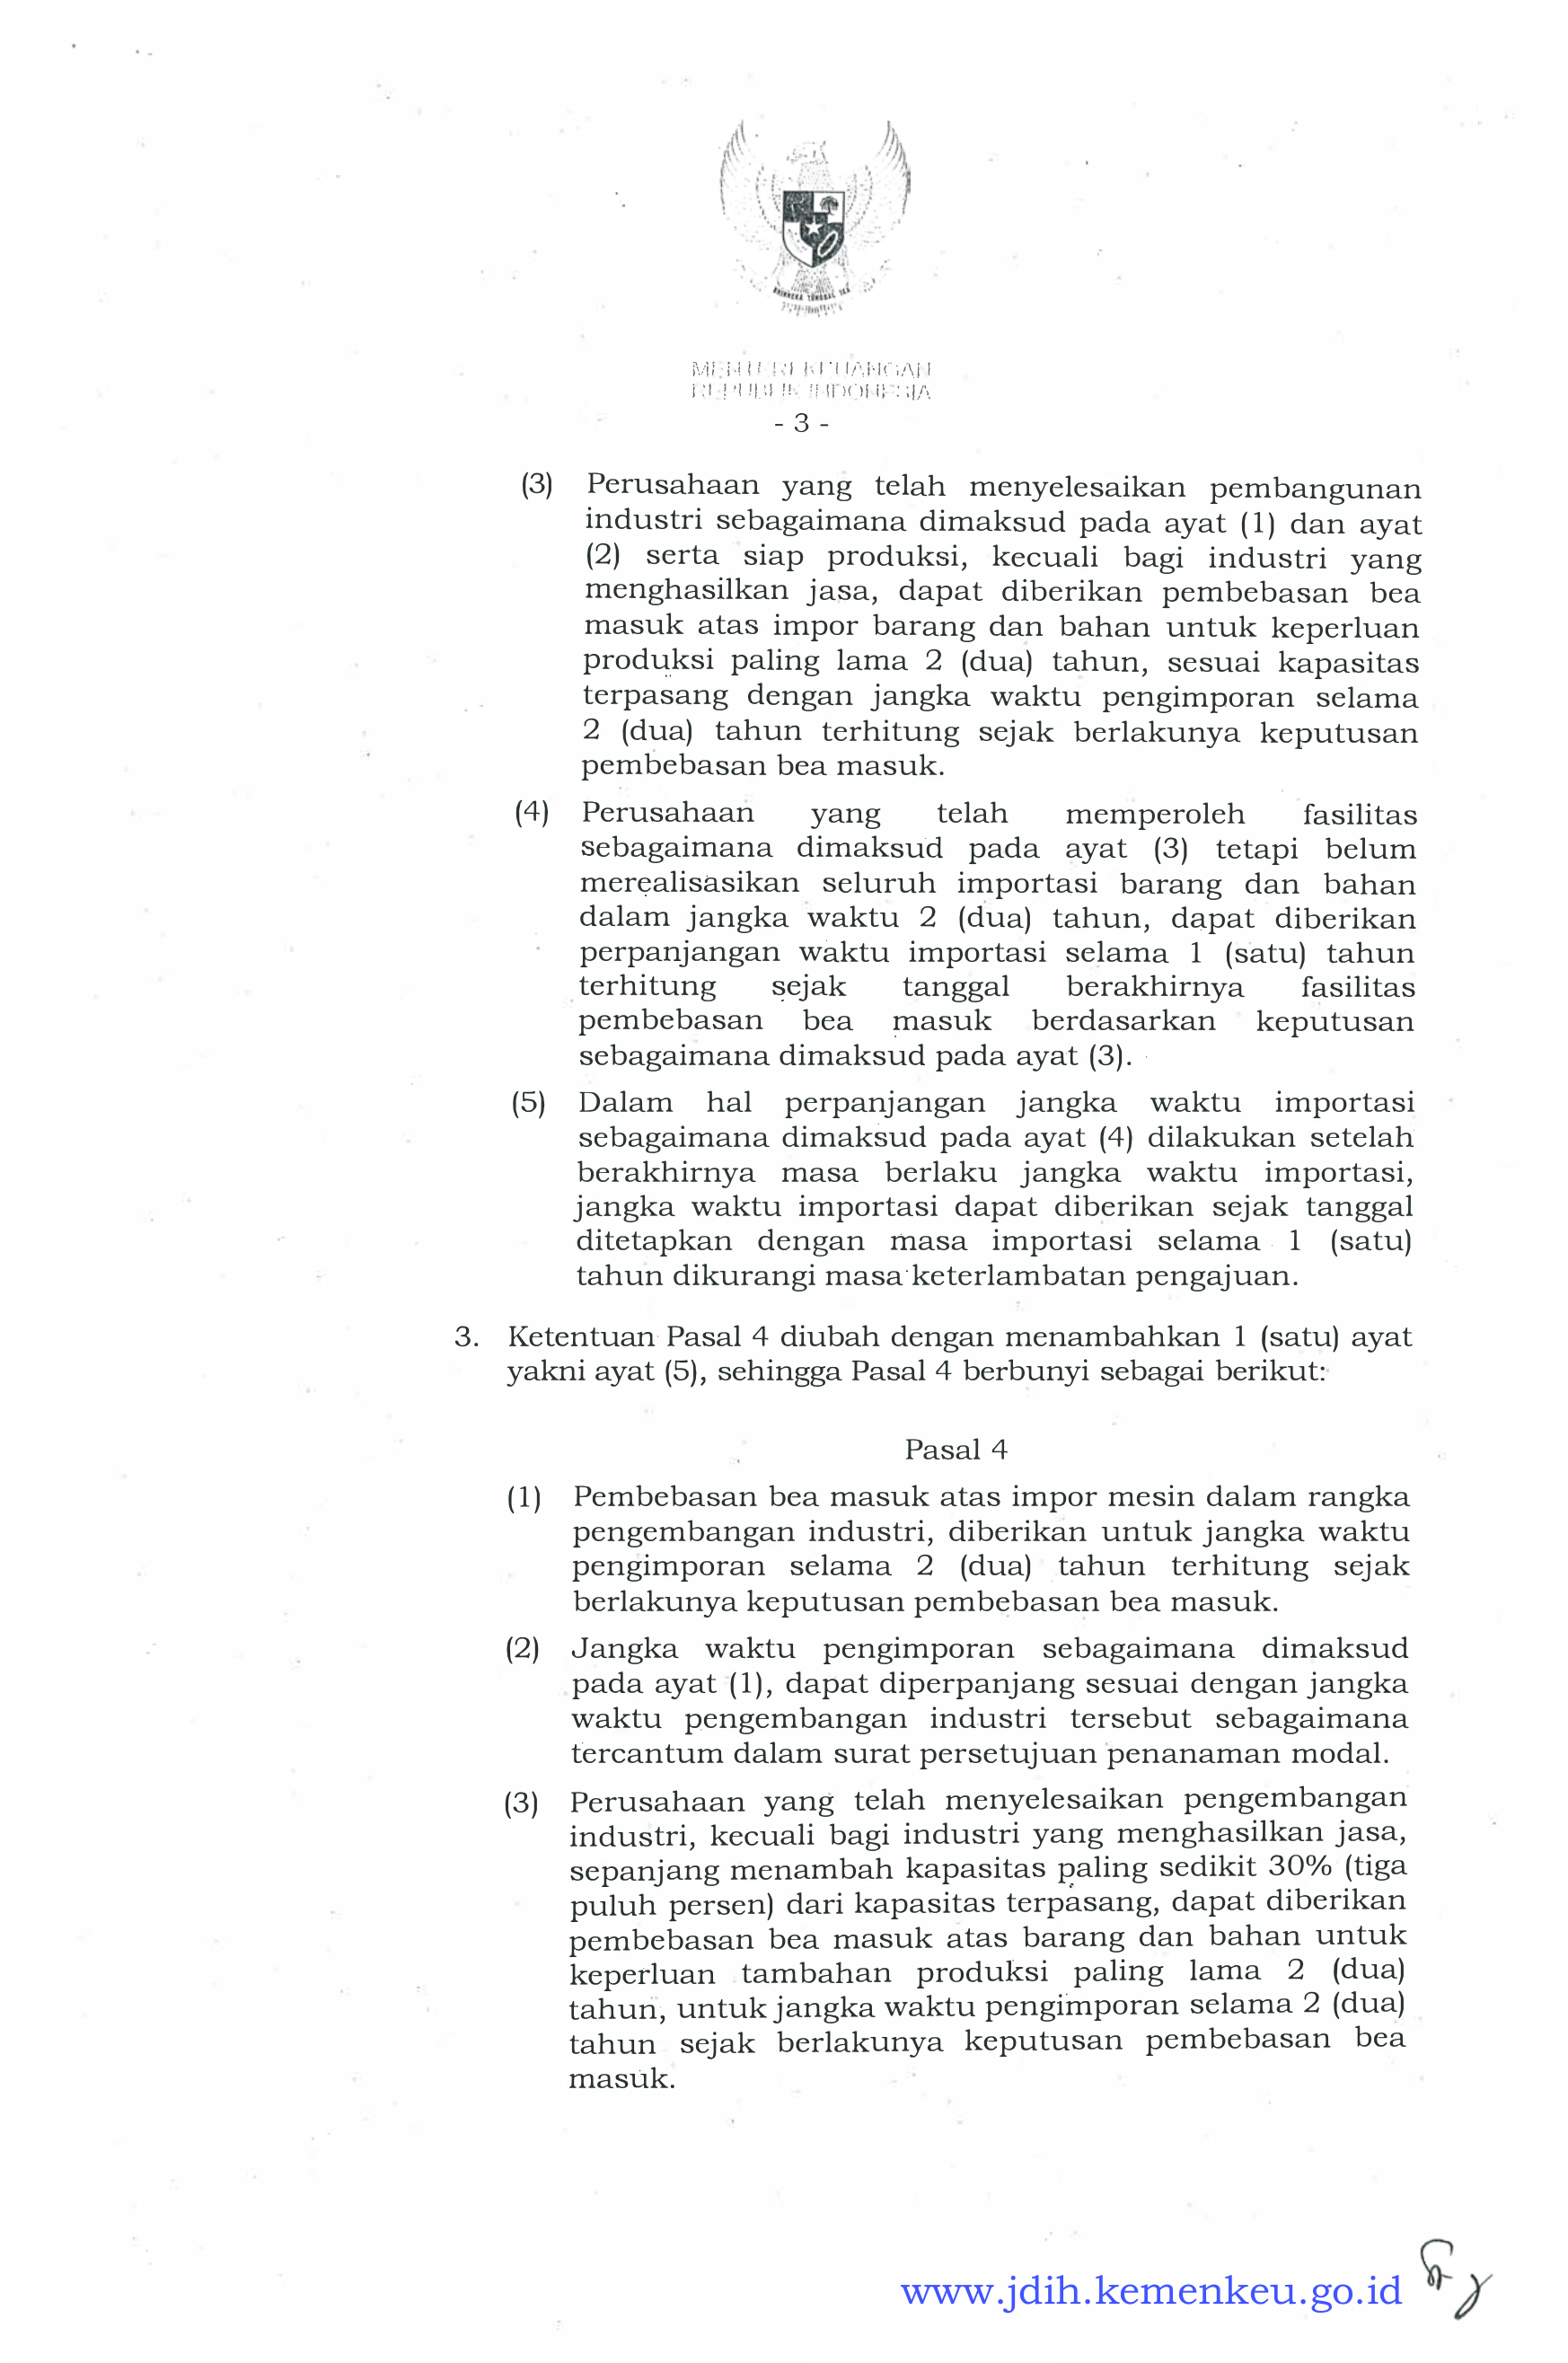 BHINNEKA TUNGGAL IKA
MENTERI KEUANGAN
REPUBLIK INDONESIA
- 3 -
(3) Perusahaan yang telah menyelesaikan pembangunan
industri sebagaimana dimaksud pada ayat (1) dan ayat
(2) serta siap produksi, kecuali bagi industri yang
menghasilkan jasa, dapat diberikan pembebasan bea
masuk atas impor barang dan bahan untuk keperluan
produksi paling lama 2 (dua) tahun, sesuai kapasitas
terpasang dengan jangka waktu pengimporan selama
2 (dua) tahun terhitung sejak berlakunya keputusan
pembebasan bea masuk.
(4) Perusahaan yang telah memperoleh fasilitas
sebagaimana dimaksud pada ayat (3) tetapi belum
merealisasikan seluruh importasi barang dan bahan
dalam jangka waktu 2 (dua) tahun, dapat diberikan
perpanjangan waktu importasi selama 1 (satu) tahun
terhitung sejak tanggal berakhirnya fasilitas
pembebasan bea masuk berdasarkan keputusan
sebagaimana dimaksud pada ayat (3).
(5) Dalam hal perpanjangan jangka waktu importasi
sebagaimana dimaksud pada ayat (4) dilakukan setelah
berakhirnya masa berlaku jangka waktu importasi,
jangka waktu importasi dapat diberikan sejak tanggal
ditetapkan dengan masa importasi selama 1 (satu)
tahun dikurangi masa keterlambatan pengajuan.
3. Ketentuan Pasal 4 diubah dengan menambahkan 1 (satu) ayat
yakni ayat (5), sehingga Pasal 4 berbunyi sebagai berikut:
Pasal 4
(1) Pembebasan bea masuk atas impor mesin dalam rangka
pengembangan industri, diberikan untuk jangka waktu
pengimporan selama 2 (dua) tahun terhitung sejak
berlakunya keputusan pembebasan bea masuk.
(2) Jangka waktu pengimporan sebagaimana dimaksud
pada ayat (1), dapat diperpanjang sesuai dengan jangka
waktu pengembangan industri tersebut sebagaimana
tercantum dalam surat persetujuan penanaman modal.
(3) Perusahaan yang telah menyelesaikan pengembangan
industri, kecuali bagi industri yang menghasilkan jasa,
sepanjang menambah kapasitas paling sedikit 30% (tiga
puluh persen) dari kapasitas terpasang, dapat diberikan
pembebasan bea masuk atas barang dan bahan untuk
keperluan tambahan produksi paling lama 2 (dua)
tahun, untuk jangka waktu pengimporan selama 2 (dua)
tahun sejak berlakunya keputusan pembebasan bea
masuk.
www.jdih.kemenkeu.go.id